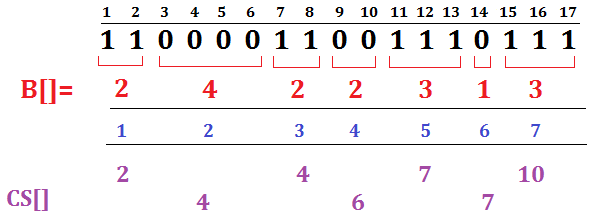 1 2 3 4 5 6 7 8 9 10 11 12 13 14 15 16 17
1 1 0 0 0 0 1 1 0 0 1 1 1 0 1 1 1
B[]= 2 4 2 2 3 1 3
1 2 3 4 5 6 7
2 4 7 10
CS[] 4 6 7